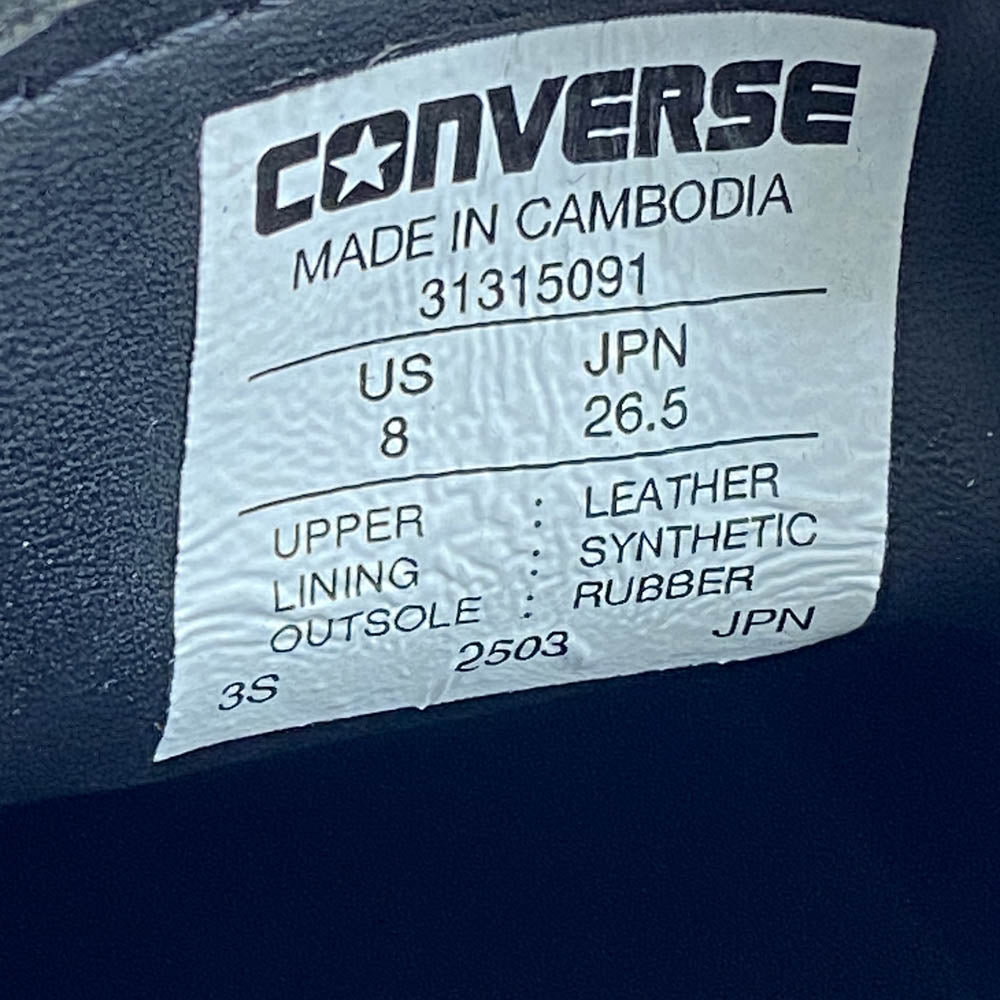 CONVERSE
MADE IN CAMBODIA
31315091
US JPN
8 26.5
UPPER : LEATHER
LINING : SYNTHETIC
OUTSOLE : RUBBER
3S 2503 JPN